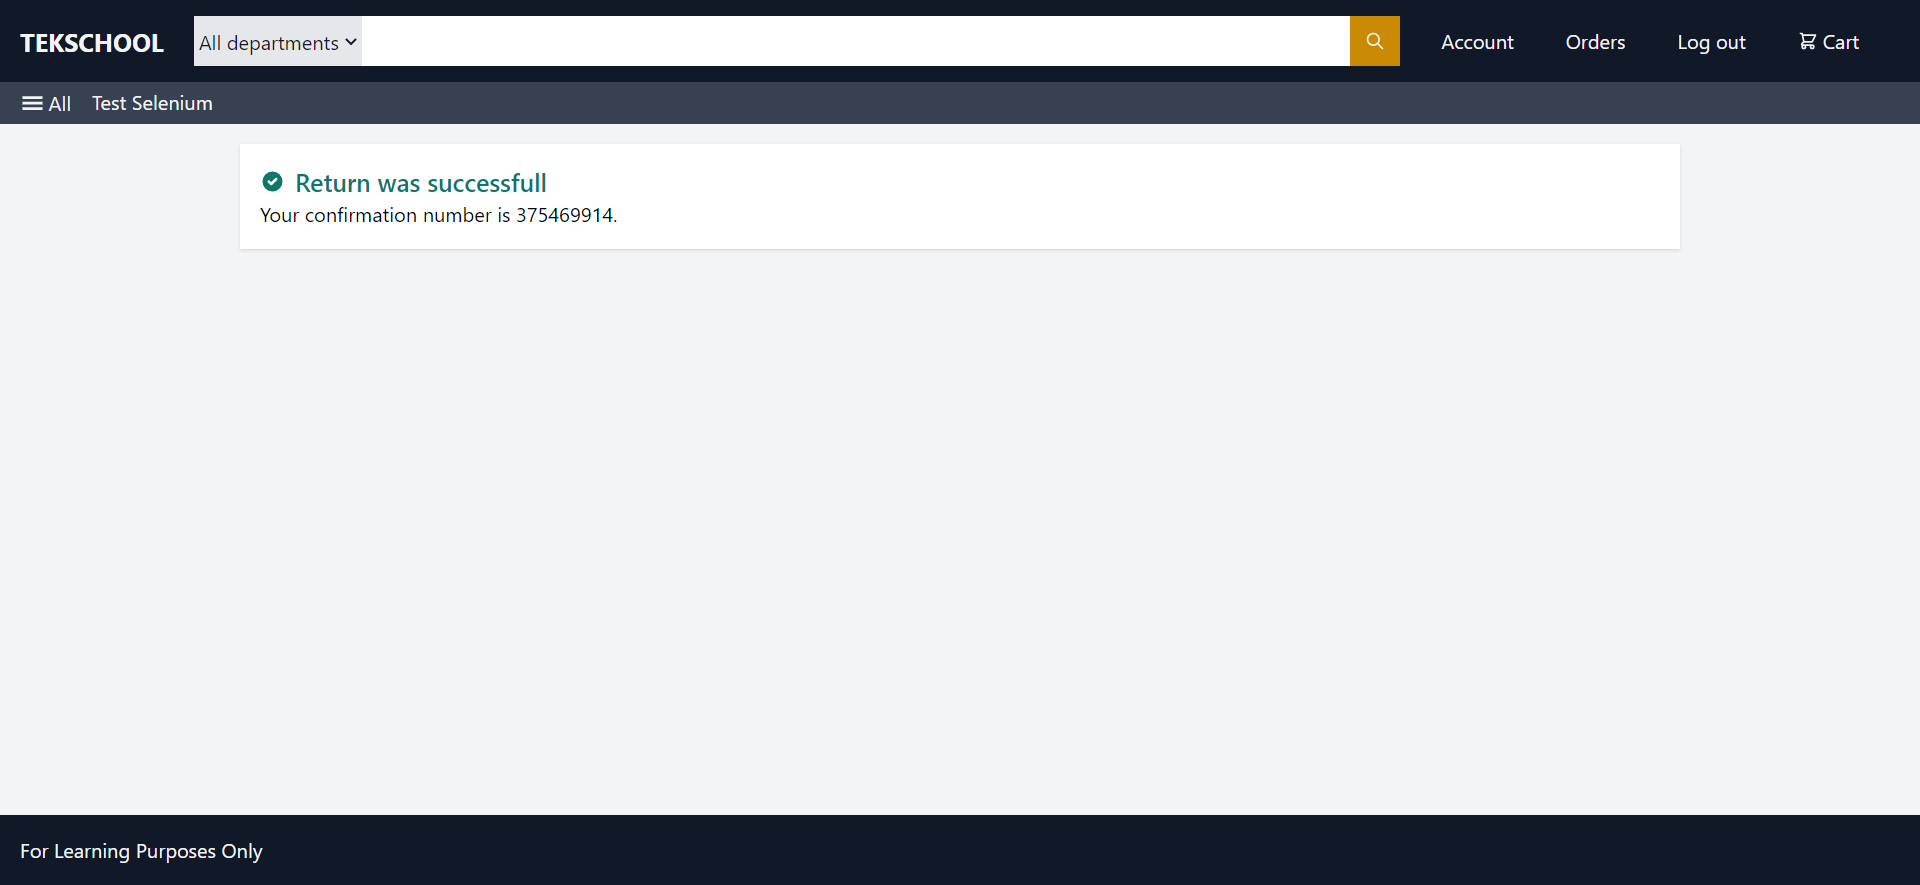 TEKSCHOOL
All departments
Account
Orders
Log out
Cart
All
Test Selenium
Return was successfull
Your confirmation number is 375469914.
For Learning Purposes Only